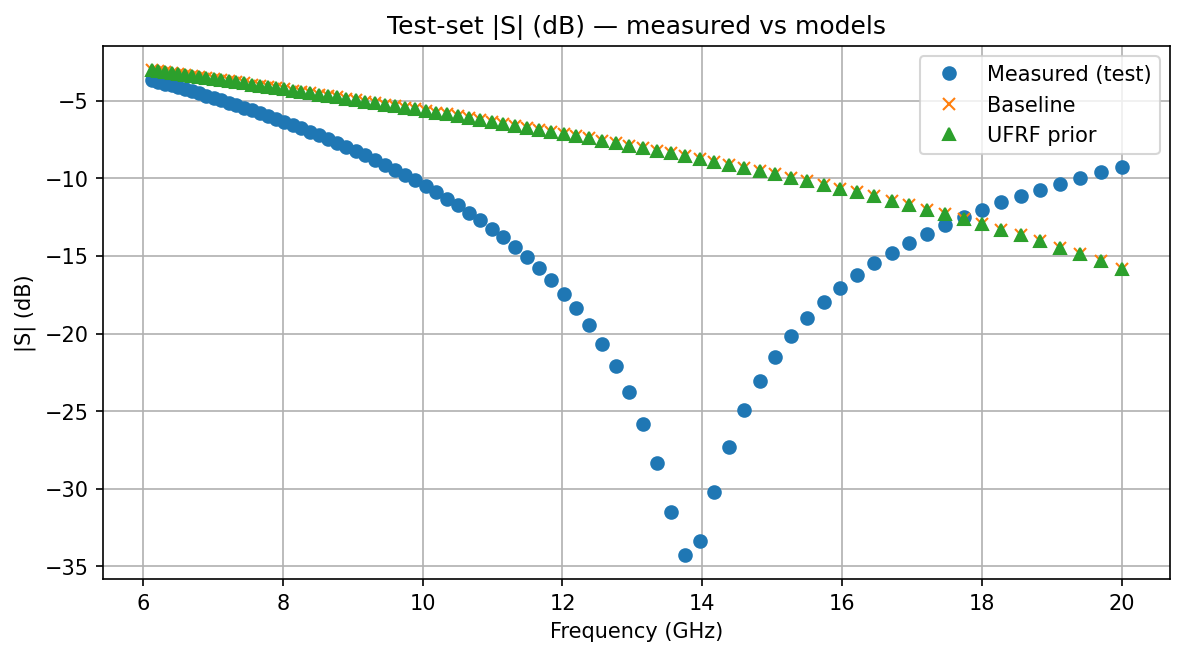 Test-set |S| (dB) — measured vs models
Measured (test)
Baseline
UFRF prior
|S| (dB)
−5
−10
−15
−20
−25
−30
−35
6 8 10 12 14 16 18 20
Frequency (GHz)